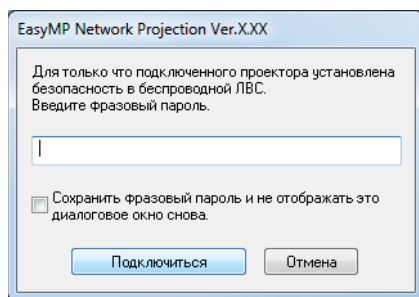 EasyMP Network Projection Ver.X.XX
Для только что подключенного проектора установлена
безопасность в беспроводной ЛВС.
Введите фразовый пароль.
Сохранить фразовый пароль и не отображать это
диалоговое окно снова.
Подключиться
Отмена